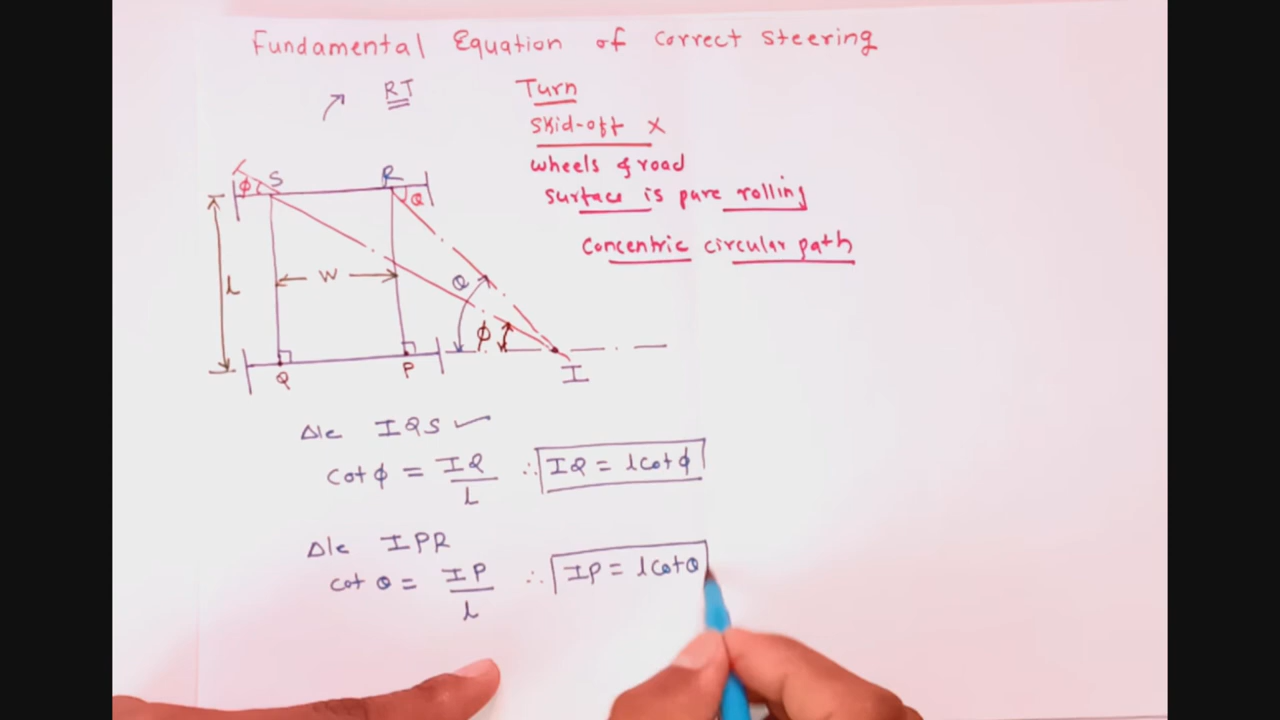 Fundamental Equation of Correct Steering
RT
Turn
Skid-off X
wheels & road
surface is pure rolling
Concentric circular path
ϕ S R θ
l W θ ϕ
Q P I
Δle IQS ✓
cot ϕ = IQ/L ∴ IQ = l cot ϕ
Δle IPR
cot θ = IP/l ∴ IP = l cot θ